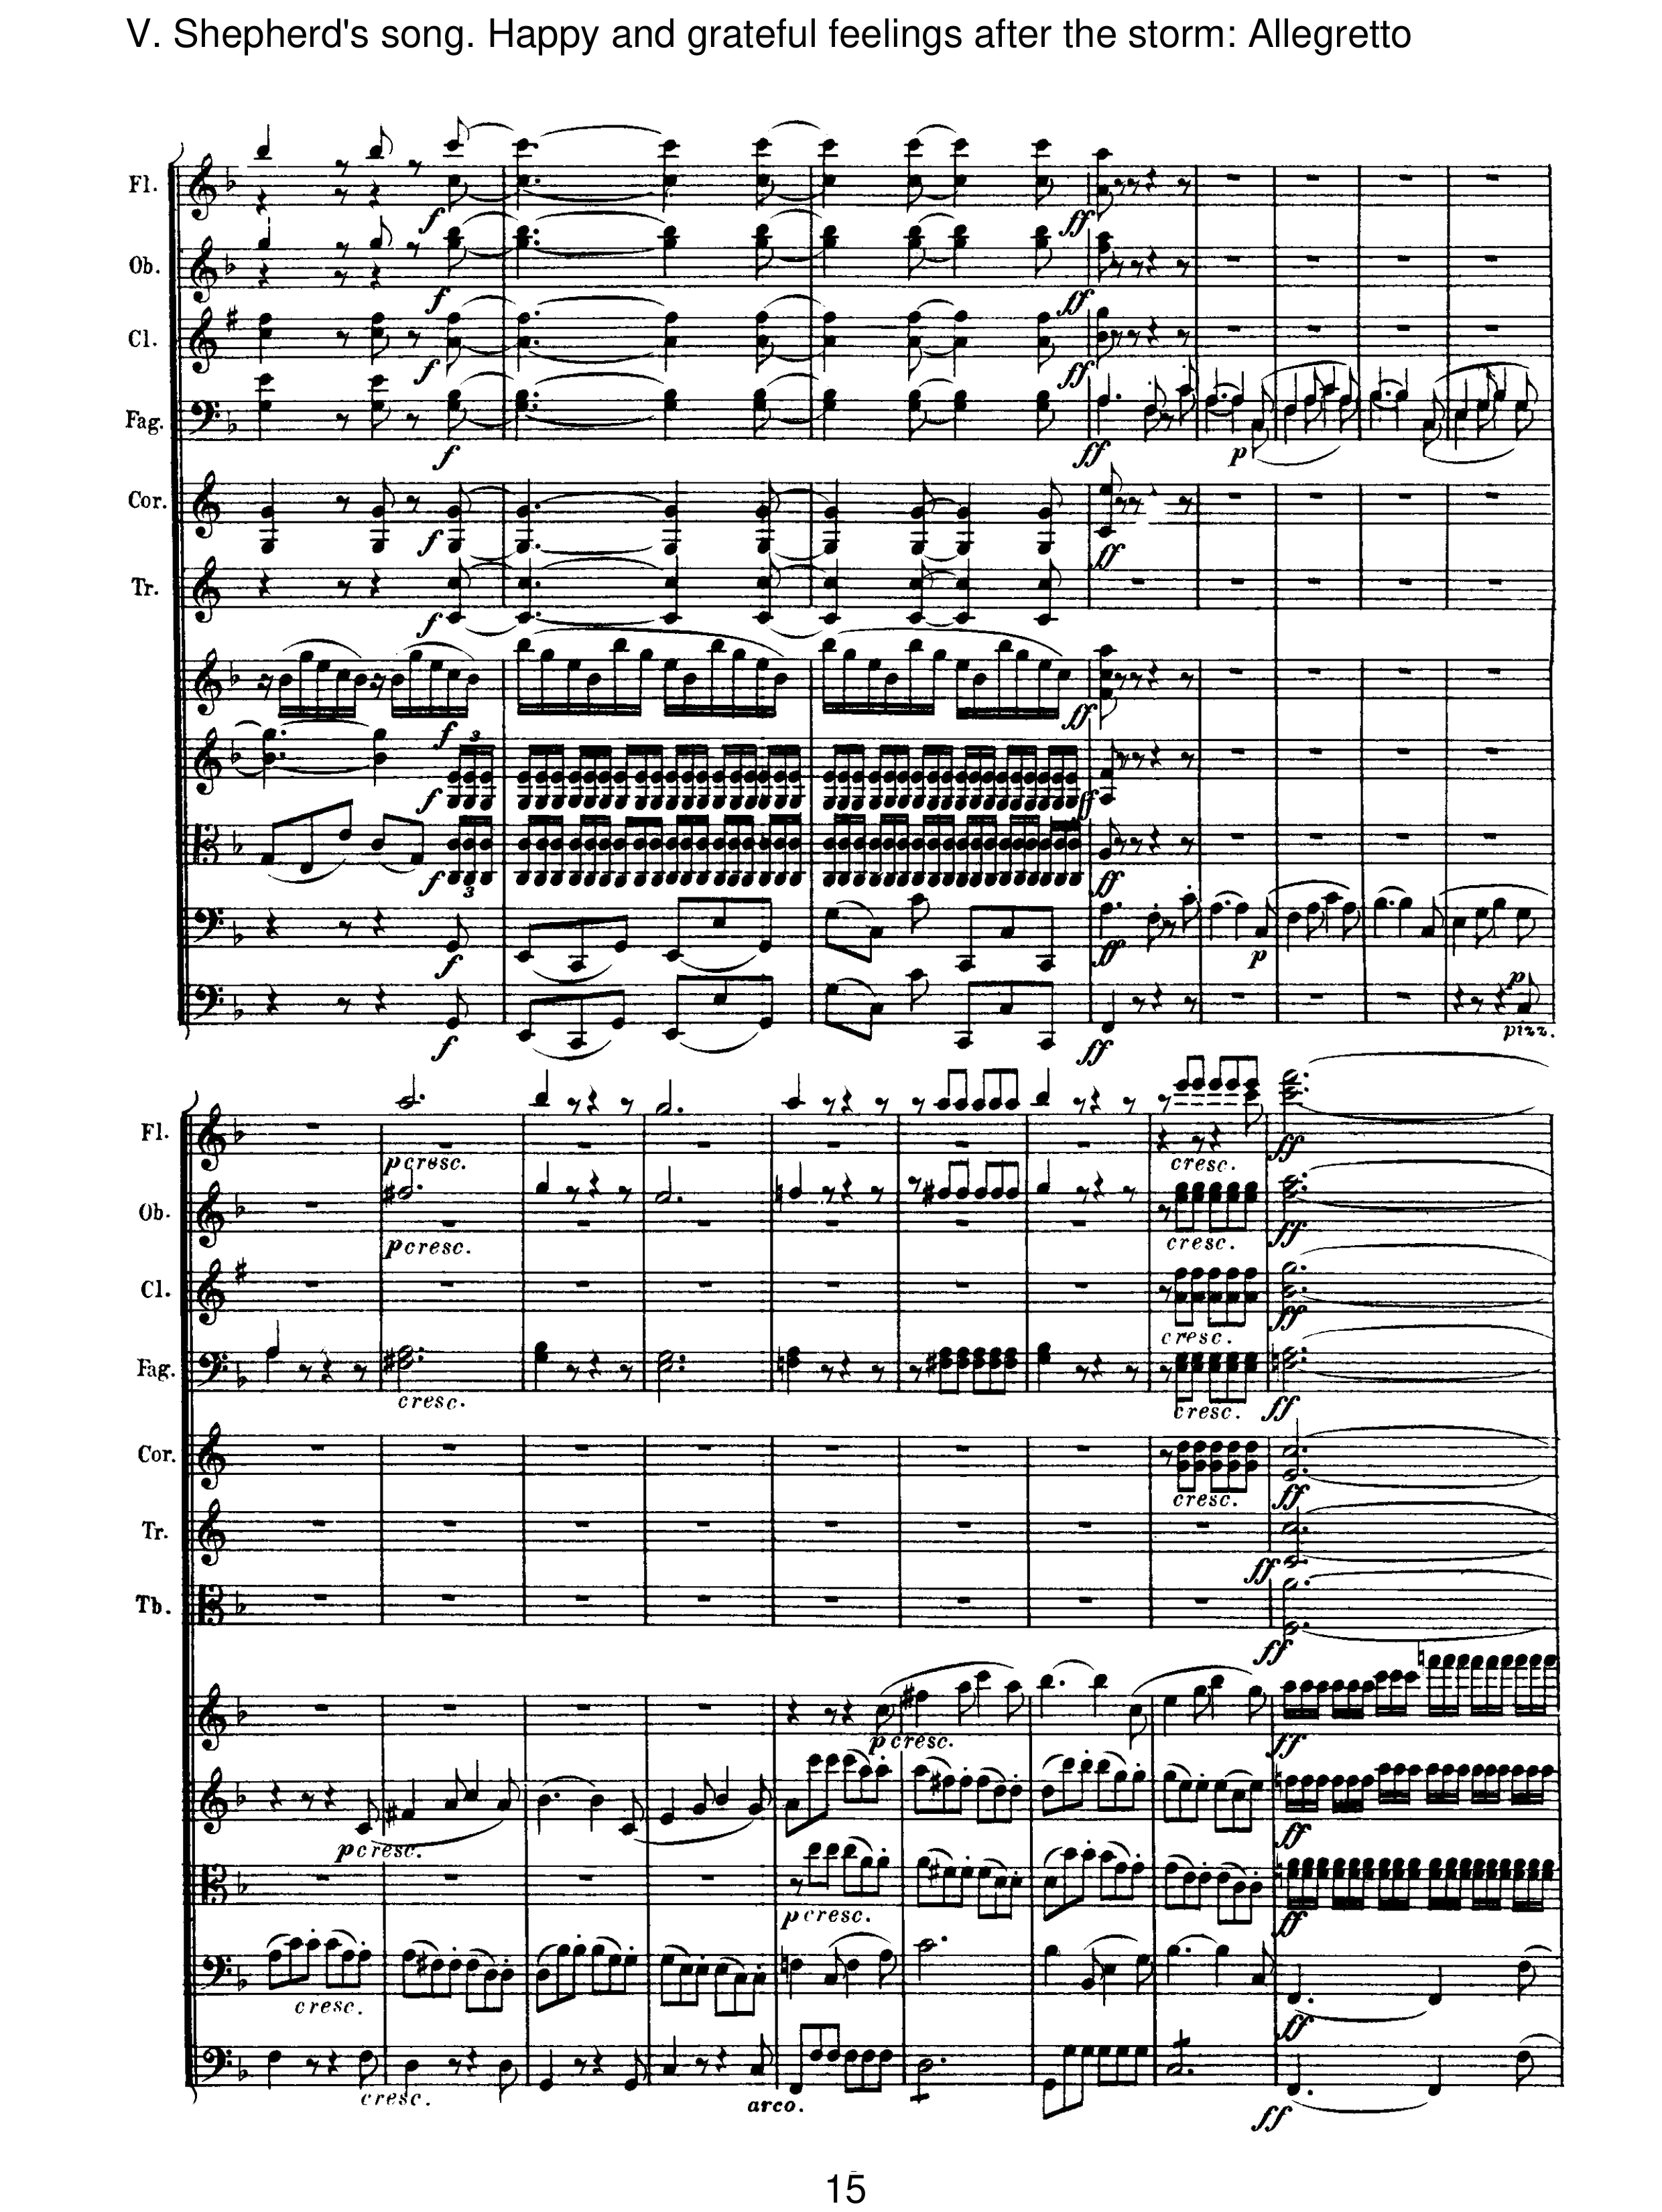 V. Shepherd's song. Happy and grateful feelings after the storm: Allegretto
Fl.
f
ff
Ob.
f
ff
Cl.
f
ff
Fag.
f
ff
p
Cor.
f
ff
Tr.
f
f
ff
3
f
ff
f
3
ff
f
ff
p
f
ff
p
pizz.
Fl.
p cresc.
cresc.
ff
Ob.
p cresc.
cresc.
ff
Cl.
cresc.
ff
Fag.
cresc.
cresc.
ff
Cor.
cresc.
ff
Tr.
ff
Tb.
ff
p cresc.
ff
p cresc.
ff
p cresc.
ff
cresc.
ff
cresc.
arco.
ff
15